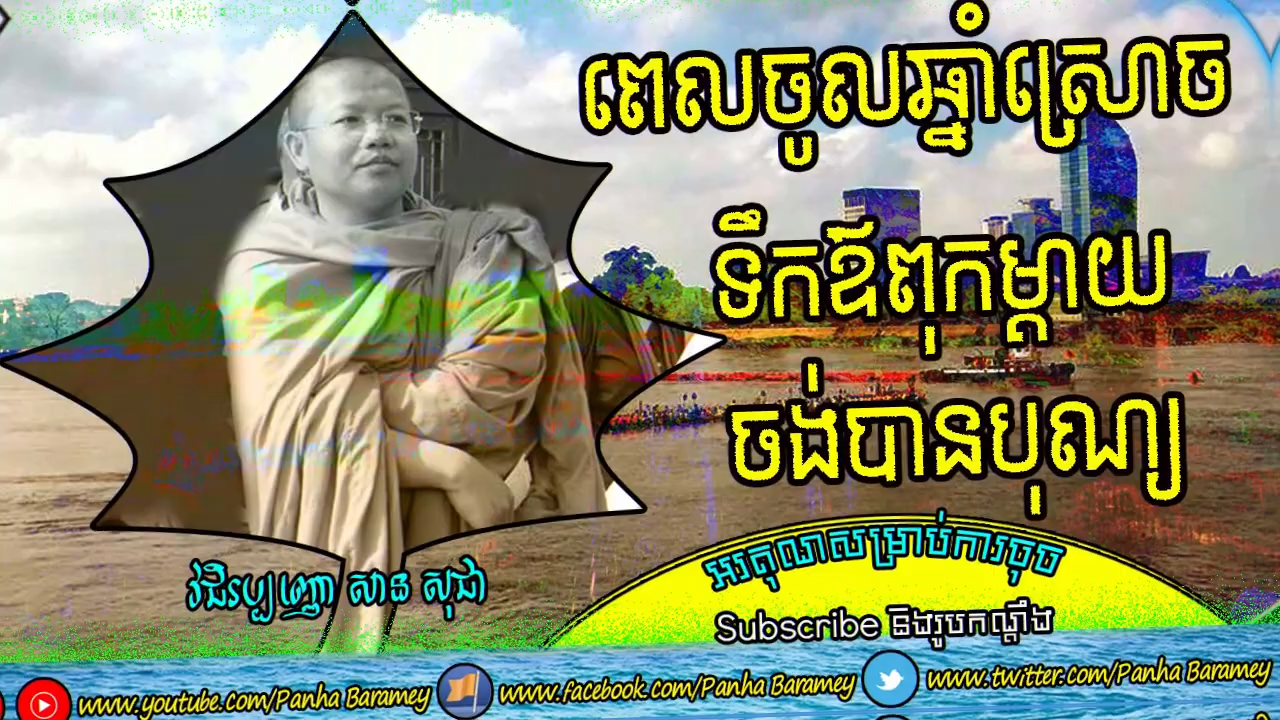 ពេលចូលឆ្នាំស្រោច
ទឹកឪពុកម្តាយ
ចង់បានបុណ្យ
វជិរប្បញ្ញោ សាន សុជា
អរគុណសម្រាប់ការចុច
Subscribe និងរូបកណ្តឹង
www.youtube.com/Panha Baramey
www.facebook.com/Panha Baramey
www.twitter.com/Panha Baramey